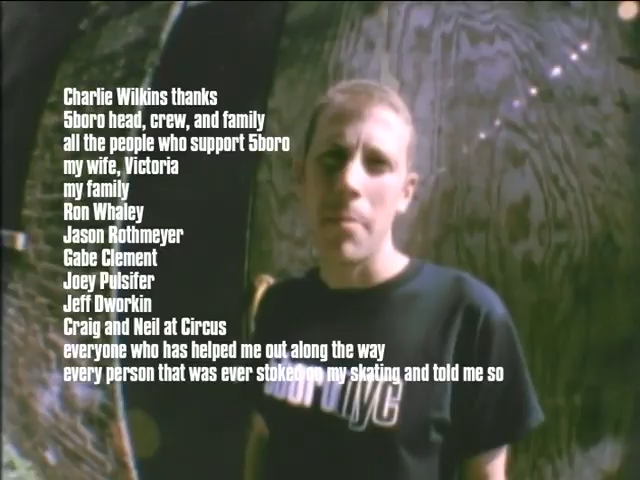 Charlie Wilkins thanks
5boro head, crew, and family
all the people who support 5boro
my wife, Victoria
my family
Ron Whaley
Jason Rothmeyer
Gabe Clement
Joey Pulsifer
Jeff Dworkin
Craig and Neil at Circus
everyone who has helped me out along the way
every person that was ever stoked on my skating and told me so
nyc